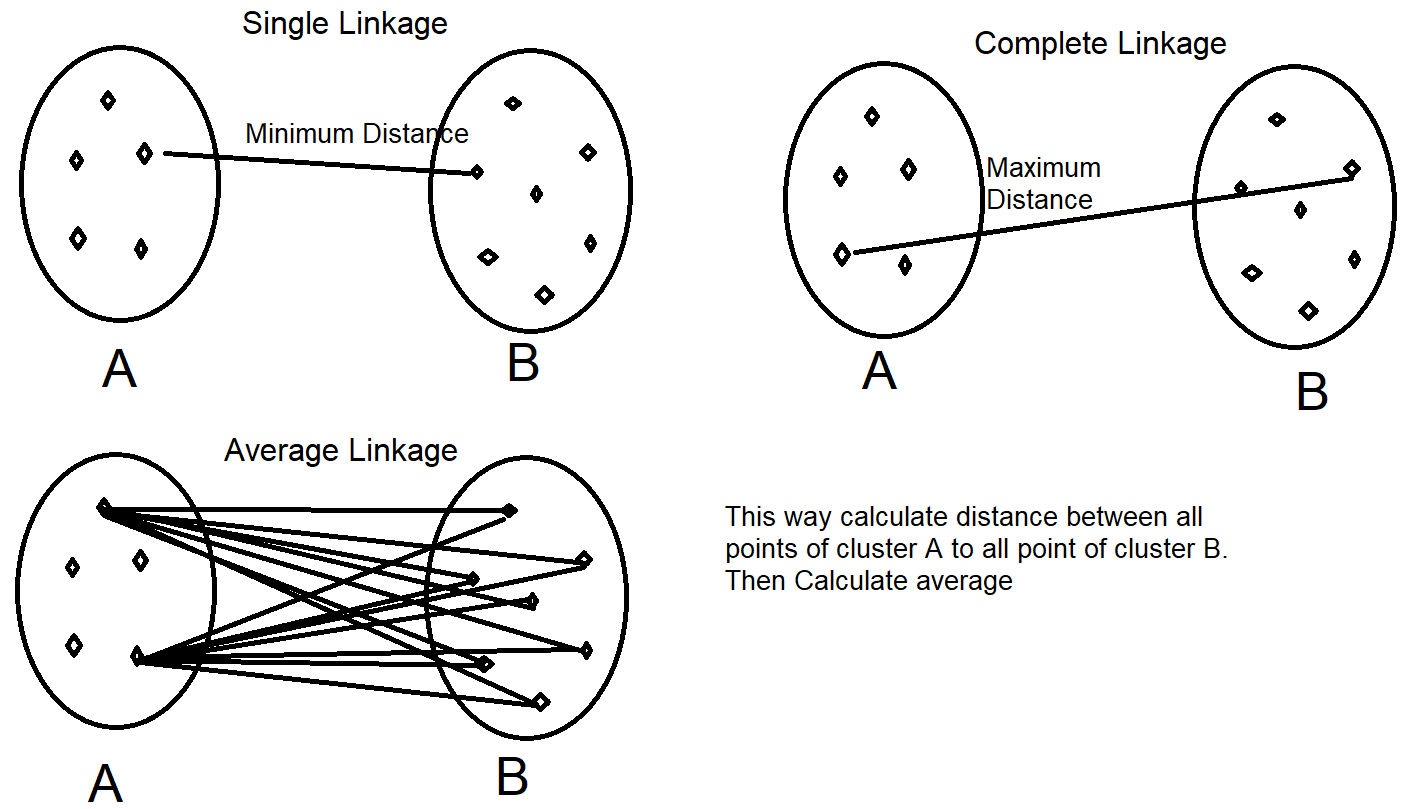 Single Linkage
Minimum Distance
A
B
Complete Linkage
Maximum
Distance
A
B
Average Linkage
A
B
This way calculate distance between all
points of cluster A to all point of cluster B.
Then Calculate average